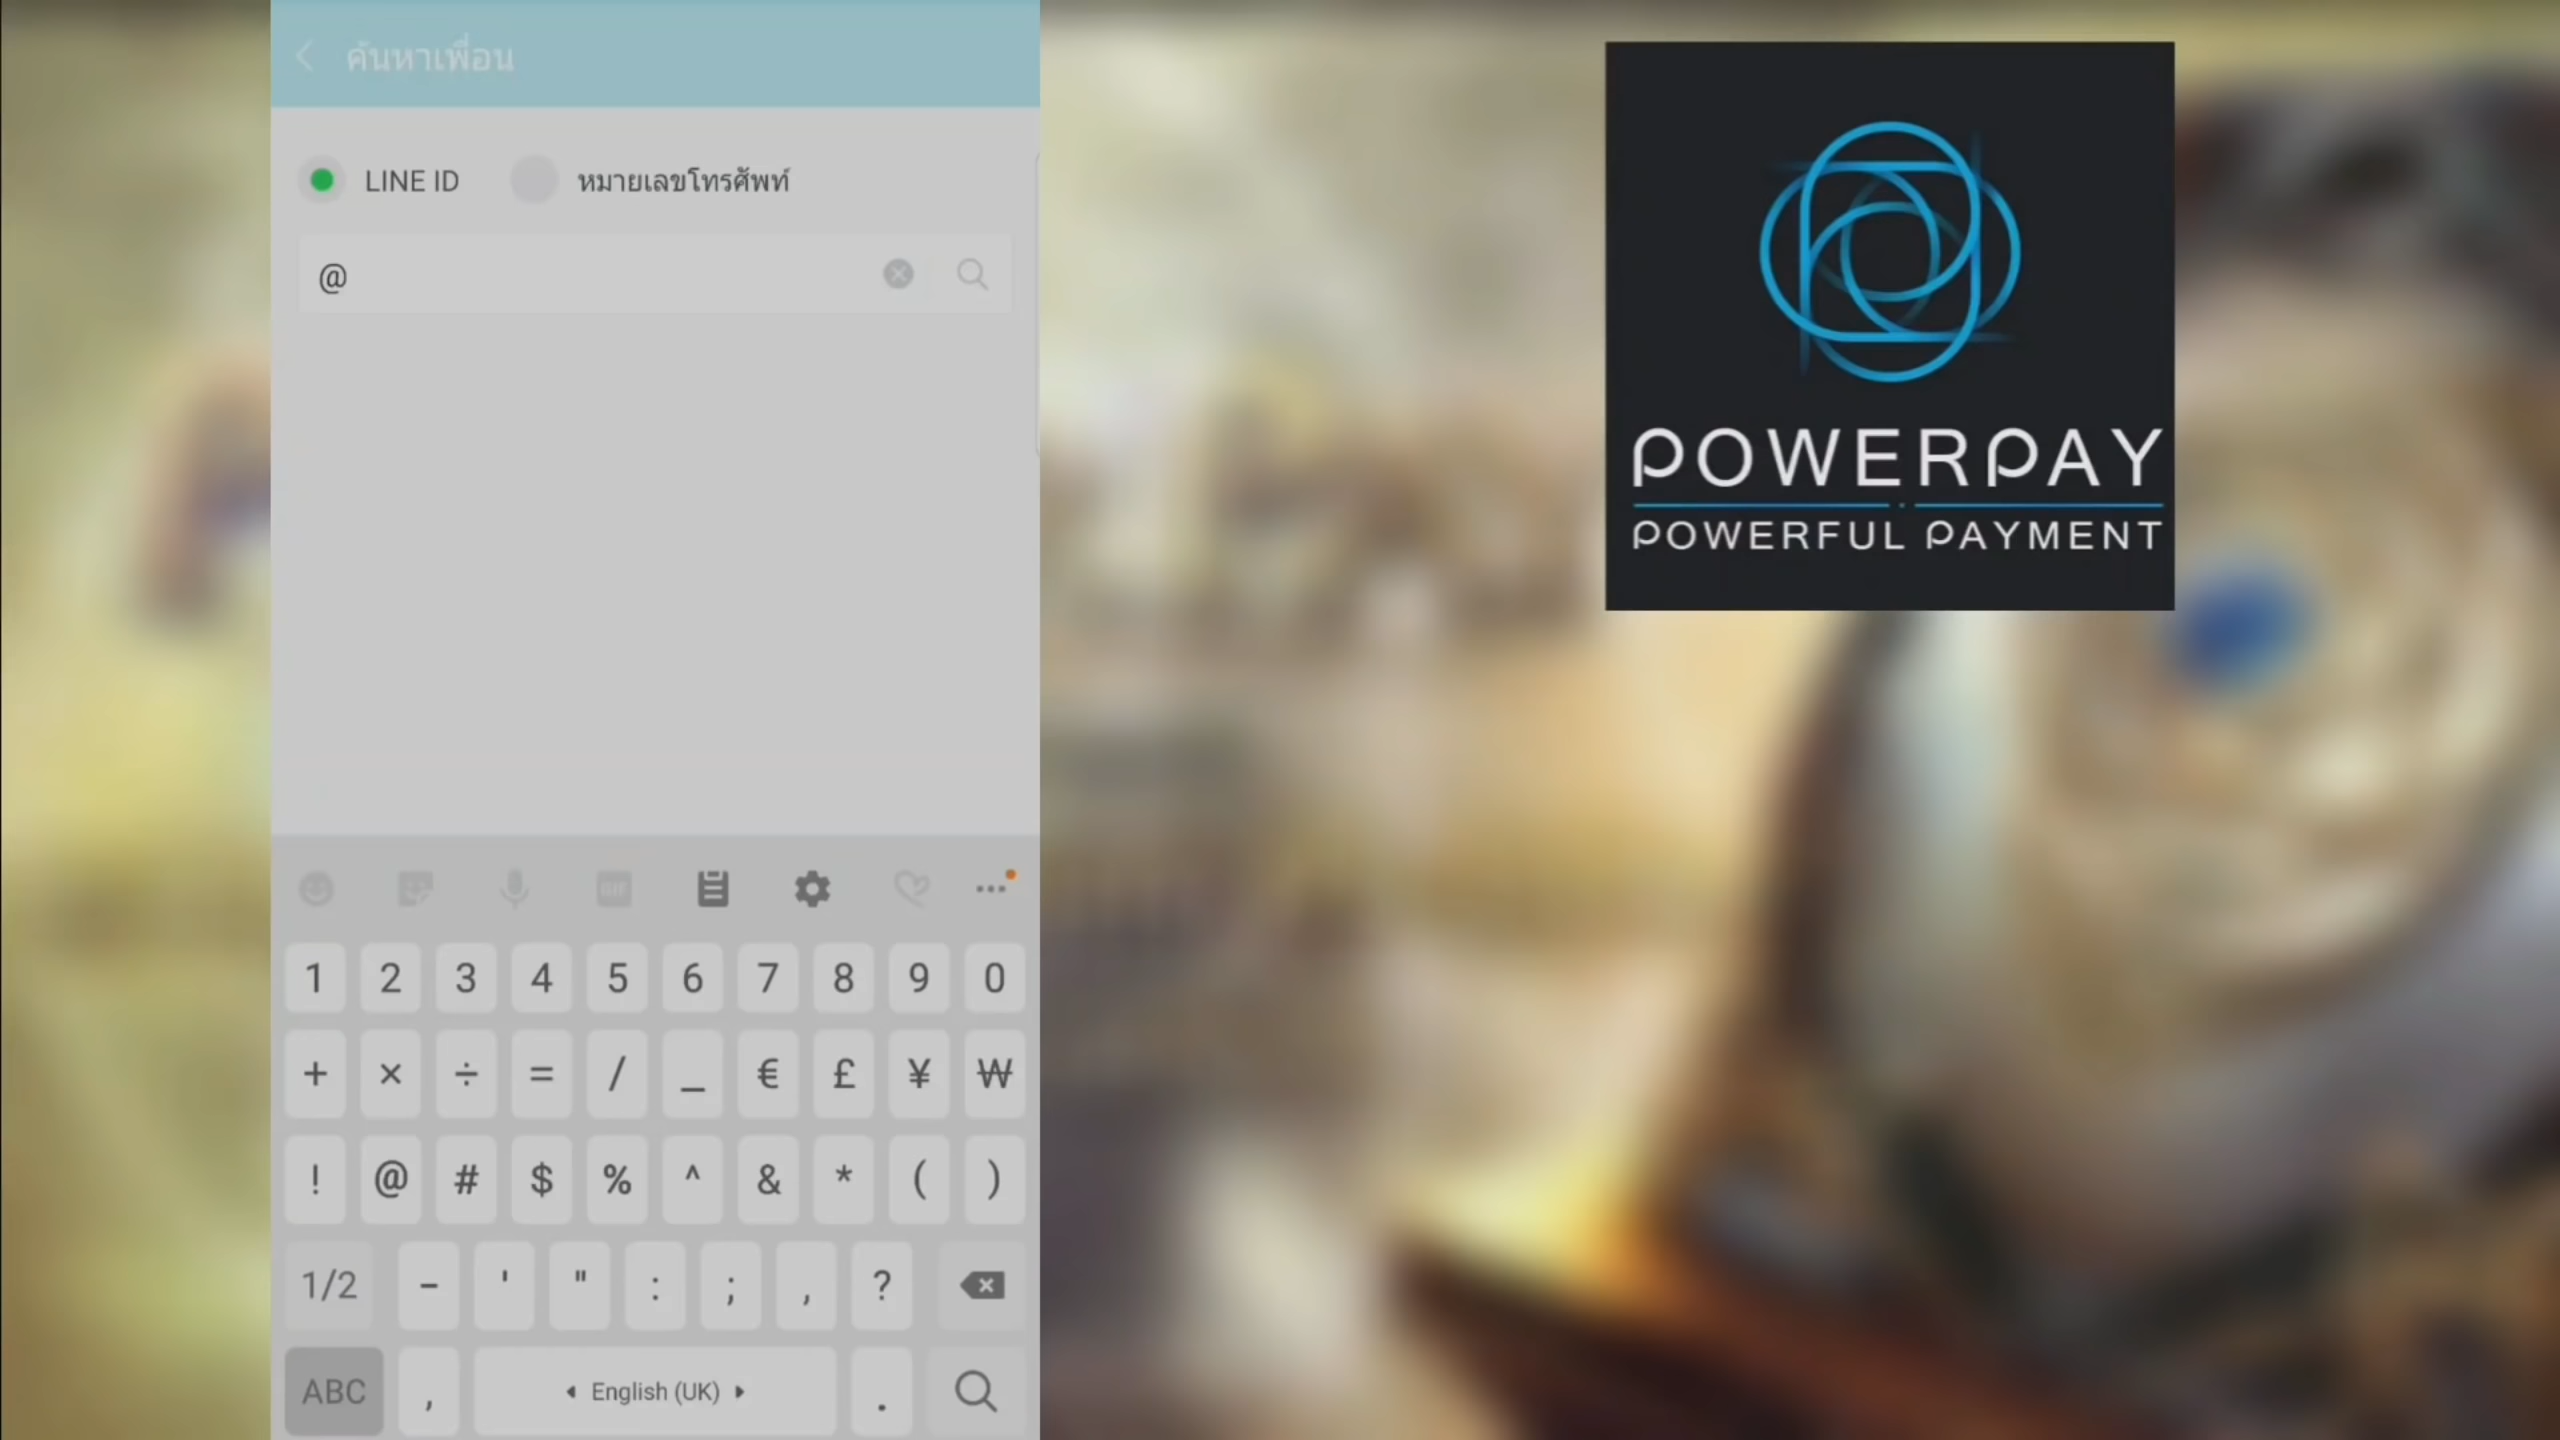 ค้นหาเพื่อน
LINE ID หมายเลขโทรศัพท์
@
GIF
1 2 3 4 5 6 7 8 9 0
+ × ÷ = / _ € £ ¥ ₩
! @ # $ % ^ & * ( )
1/2 - ' " : ; , ?
ABC , English (UK) .
POWERPAY
POWERFUL PAYMENT